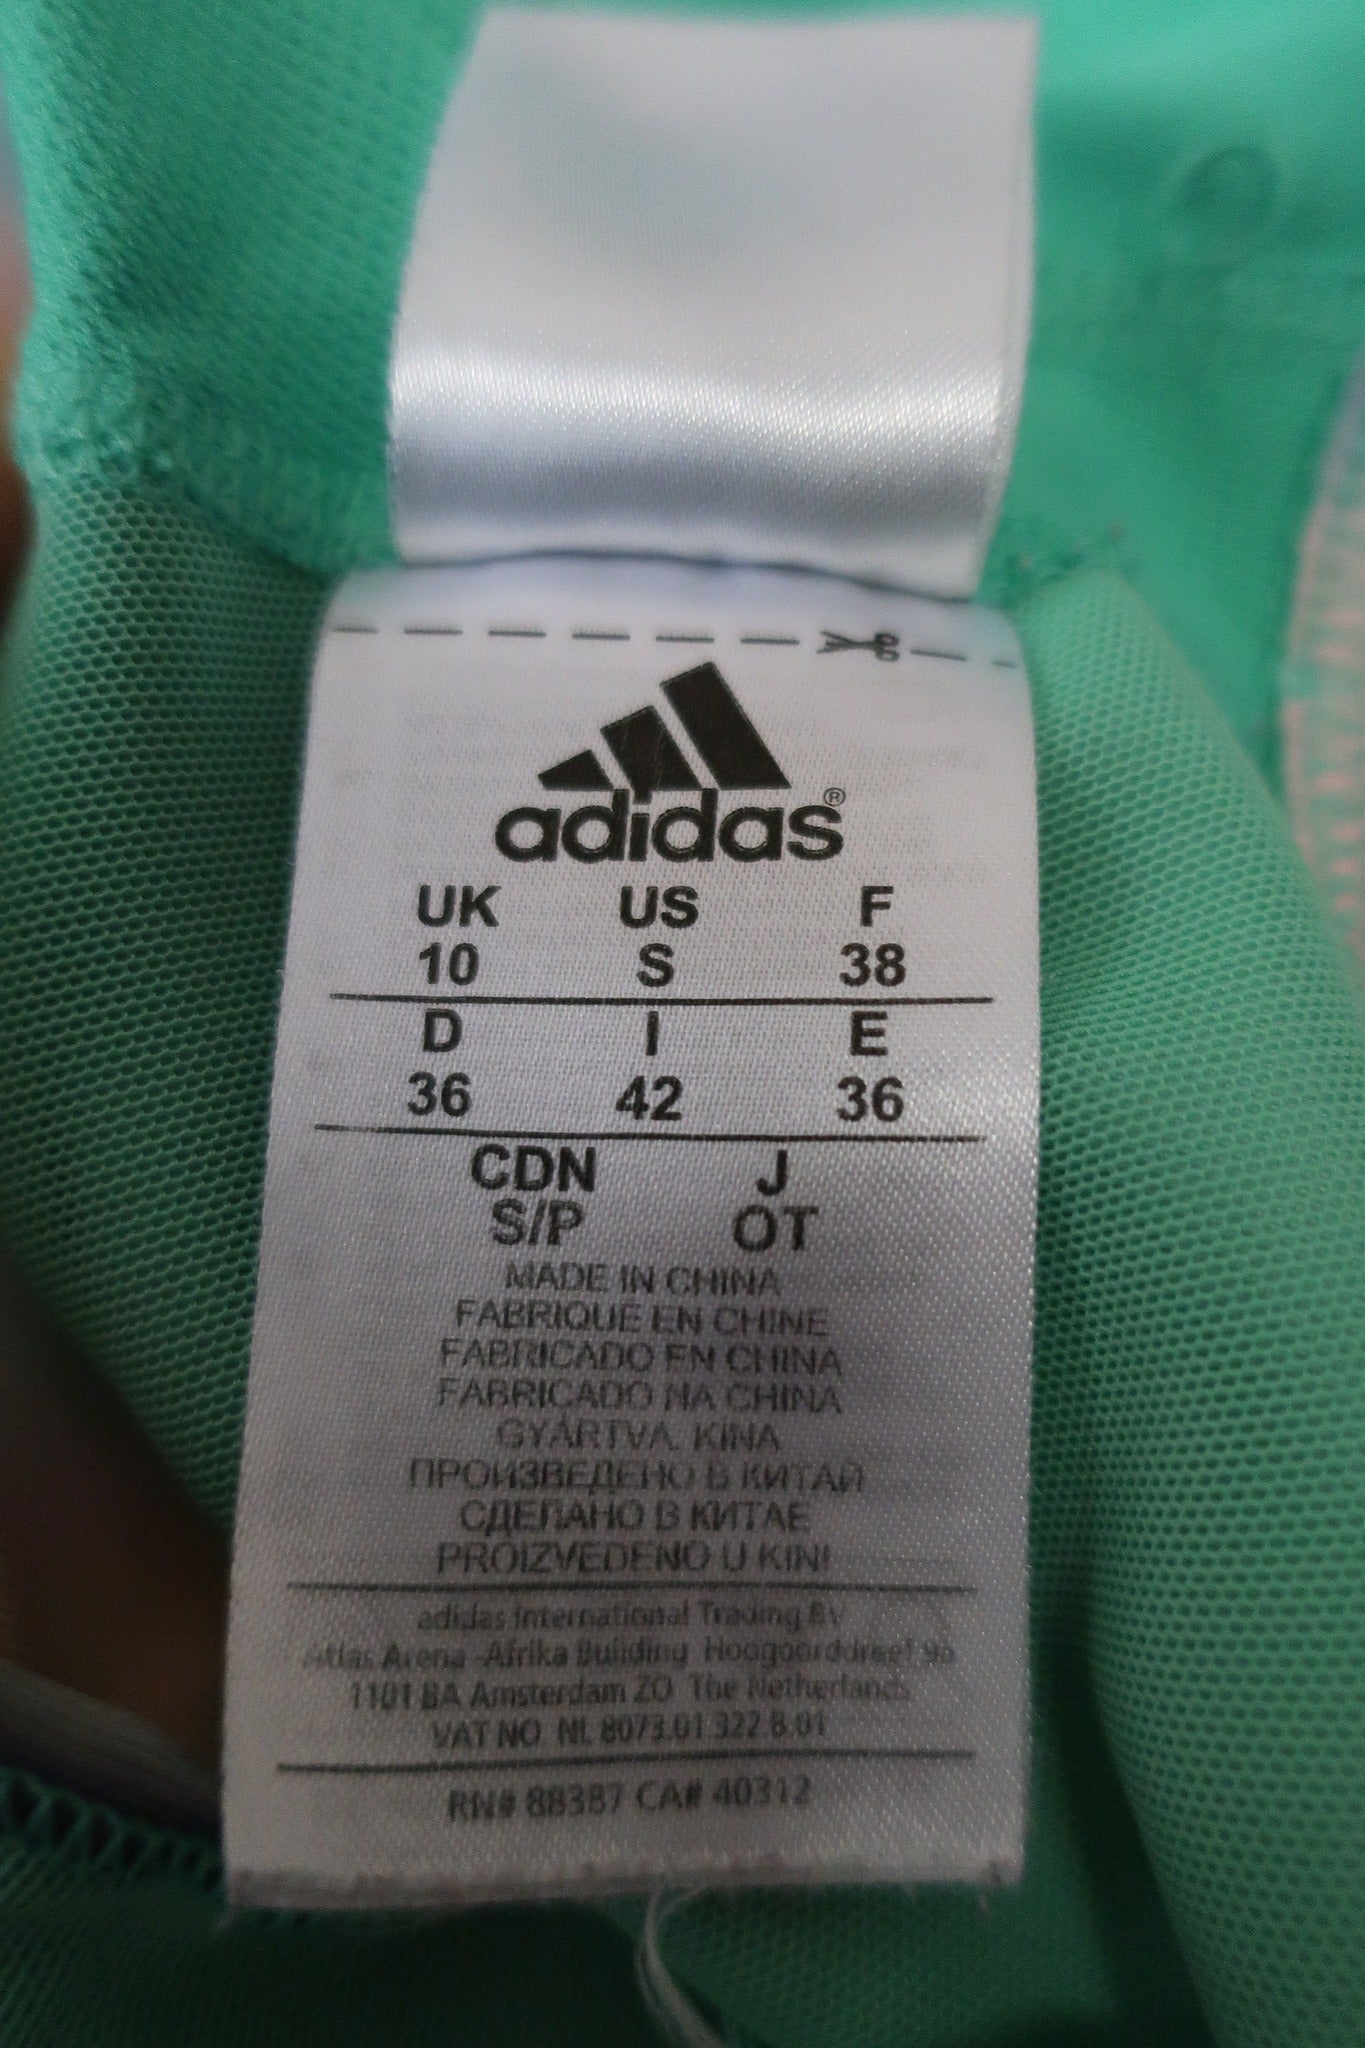 adidas®
UK US F
10 S 38
D I E
36 42 36
CDN J
S/P OT
MADE IN CHINA
FABRIQUE EN CHINE
FABRICADO EN CHINA
FABRICADO NA CHINA
GYÁRTVA. KÍNA
ПРОИЗВЕДЕНО В КИТАЙ
СДЕЛАНО В КИТАЕ
PROIZVEDENO U KINI
adidas International Trading BV
Atlas Arena -Afrika Building Hoogoorddreef 9a
1101 BA Amsterdam ZO The Netherlands
VAT NO NL 8073.01.322.B.01
RN# 88387 CA# 40312